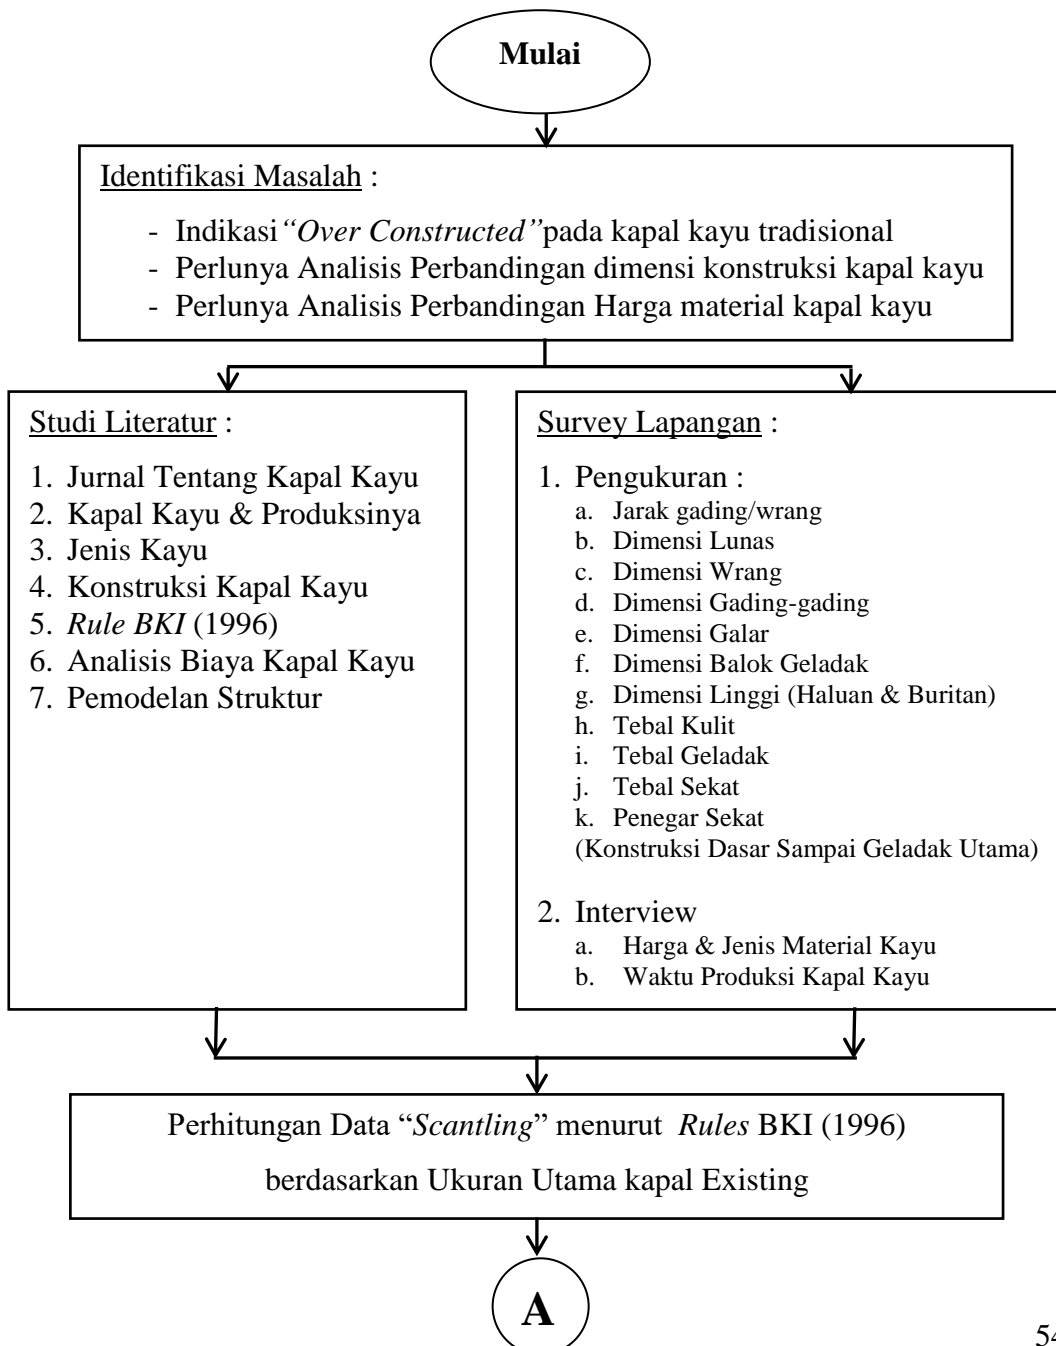 Mulai
Identifikasi Masalah :
- Indikasi “Over Constructed” pada kapal kayu tradisional
- Perlunya Analisis Perbandingan dimensi konstruksi kapal kayu
- Perlunya Analisis Perbandingan Harga material kapal kayu
Studi Literatur :
1. Jurnal Tentang Kapal Kayu
2. Kapal Kayu & Produksinya
3. Jenis Kayu
4. Konstruksi Kapal Kayu
5. Rule BKI (1996)
6. Analisis Biaya Kapal Kayu
7. Pemodelan Struktur
Survey Lapangan :
1. Pengukuran :
a. Jarak gading/wrang
b. Dimensi Lunas
c. Dimensi Wrang
d. Dimensi Gading-gading
e. Dimensi Galar
f. Dimensi Balok Geladak
g. Dimensi Linggi (Haluan & Buritan)
h. Tebal Kulit
i. Tebal Geladak
j. Tebal Sekat
k. Penegar Sekat
(Konstruksi Dasar Sampai Geladak Utama)
2. Interview
a. Harga & Jenis Material Kayu
b. Waktu Produksi Kapal Kayu
Perhitungan Data “Scantling” menurut Rules BKI (1996)
berdasarkan Ukuran Utama kapal Existing
A
54